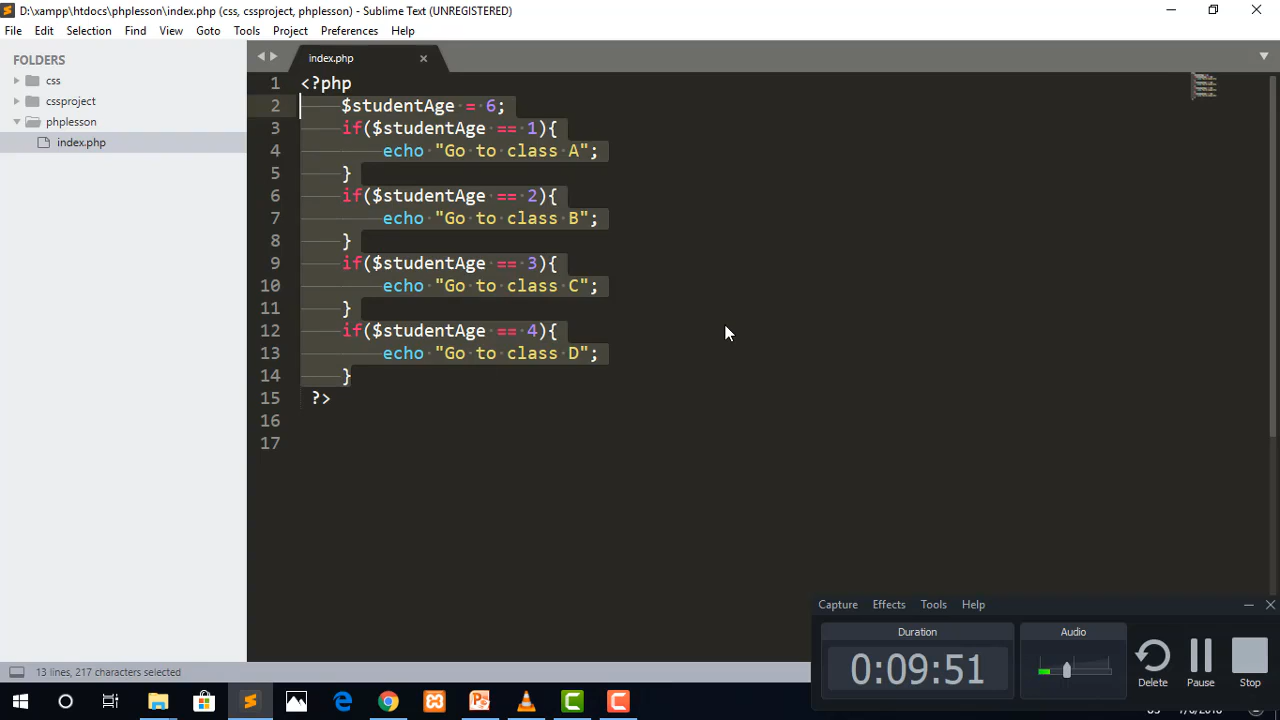 D:\xampp\htdocs\phplesson\index.php (css, cssproject, phplesson) - Sublime Text (UNREGISTERED)
File Edit Selection Find View Goto Tools Project Preferences Help
FOLDERS
css
cssproject
phplesson
index.php
index.php
1 <?php
2 $studentAge = 6;
3 if($studentAge == 1){
4 echo "Go to class A";
5 }
6 if($studentAge == 2){
7 echo "Go to class B";
8 }
9 if($studentAge == 3){
10 echo "Go to class C";
11 }
12 if($studentAge == 4){
13 echo "Go to class D";
14 }
15 ?>
16
17
Capture Effects Tools Help
Duration Audio
0:09:51
Delete Pause Stop
13 lines, 217 characters selected